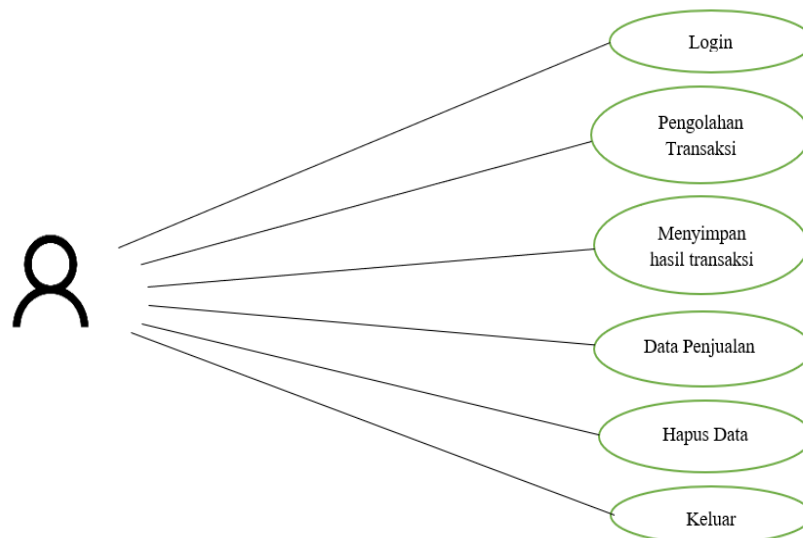 Login
Pengolahan
Transaksi
Menyimpan
hasil transaksi
Data Penjualan
Hapus Data
Keluar